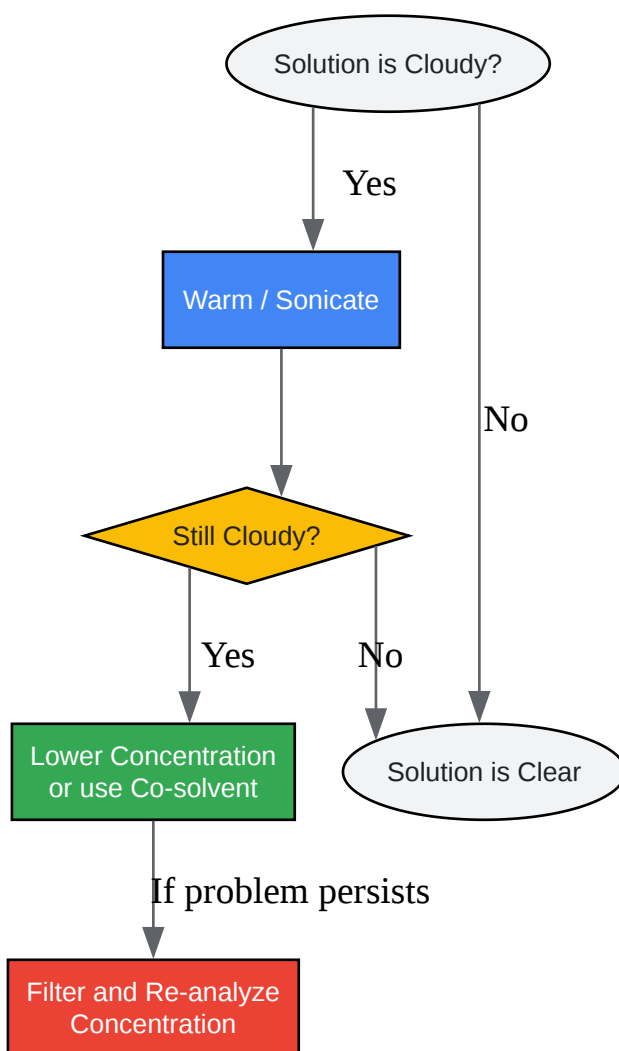 Solution is Cloudy?
Yes
Warm / Sonicate
No
Still Cloudy?
Yes
No
Lower Concentration
or use Co-solvent
Solution is Clear
If problem persists
Filter and Re-analyze
Concentration